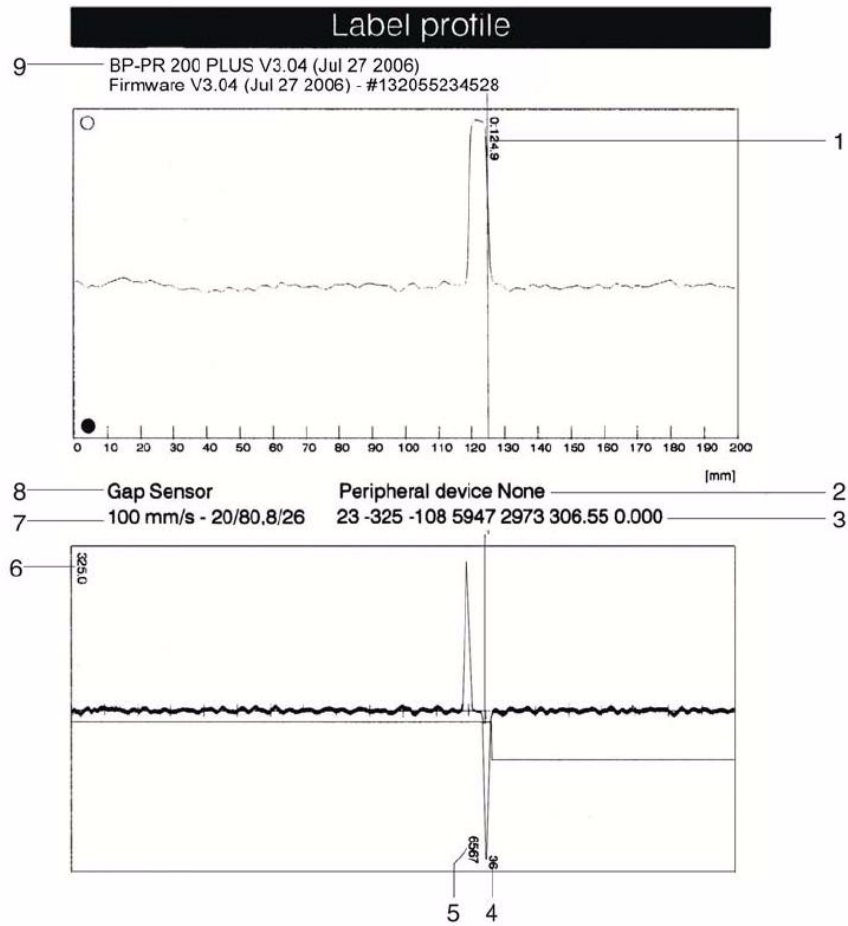 Label profile
9 BP-PR 200 PLUS V3.04 (Jul 27 2006)
Firmware V3.04 (Jul 27 2006) - #132055234528
0:124.9 1
0 10 20 30 40 50 60 70 80 90 100 110 120 130 140 150 160 170 180 190 200
[mm]
8 Gap Sensor Peripheral device None 2
7 100 mm/s - 20/80,8/26 23 -325 -108 5947 2973 306.55 0.000 3
6 325.0
6567 36
5 4